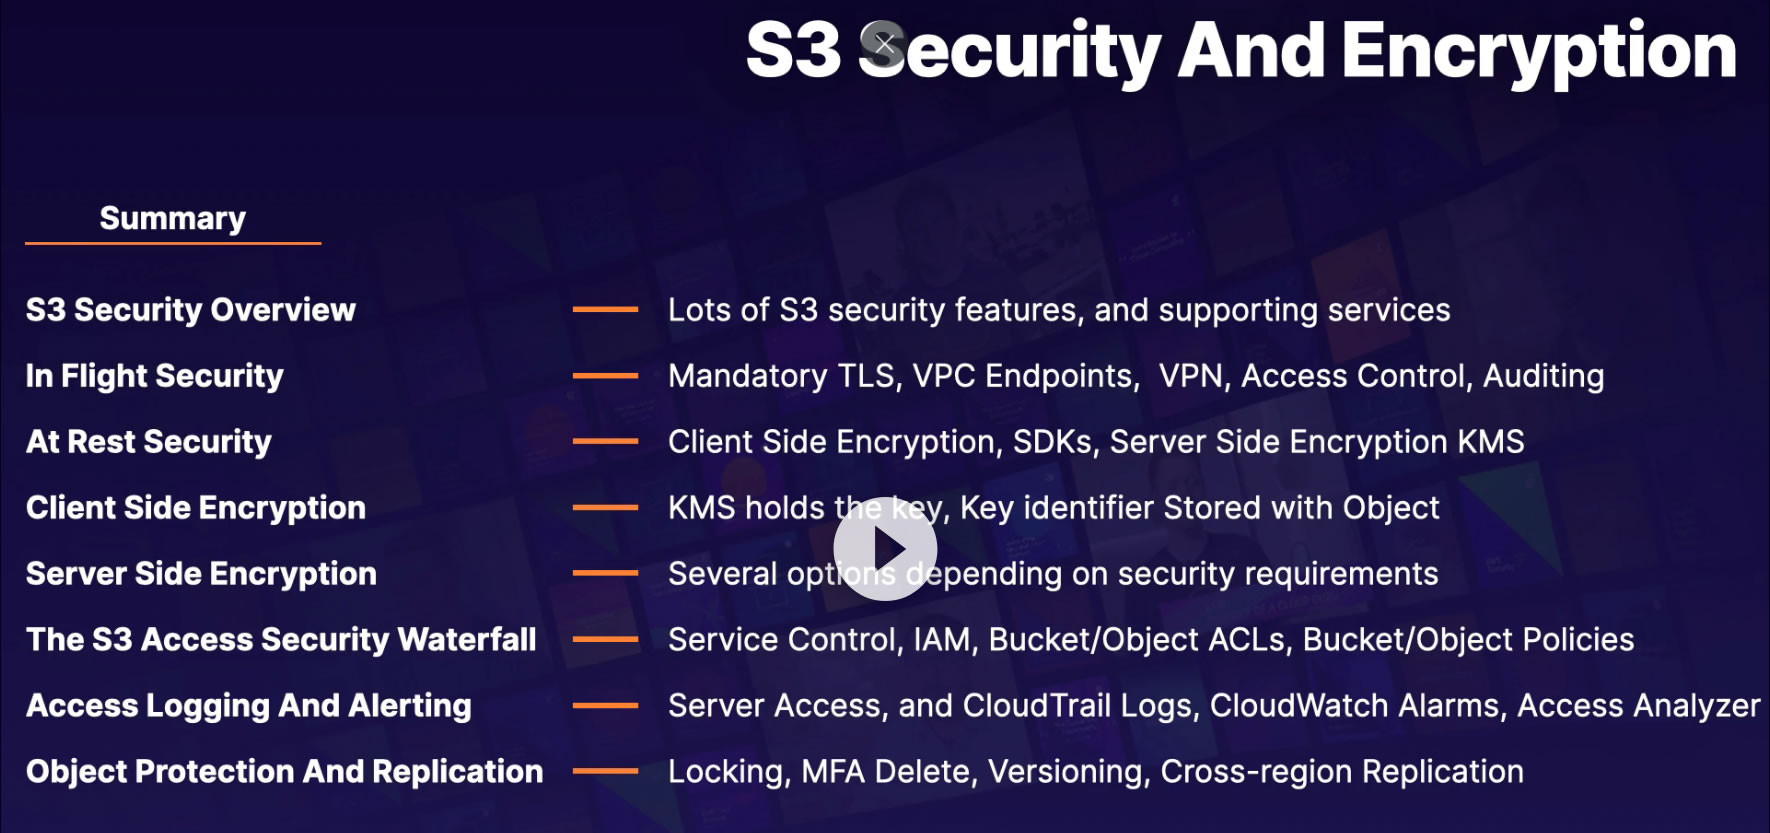 S3 Security And Encryption
Summary
S3 Security Overview — Lots of S3 security features, and supporting services
In Flight Security — Mandatory TLS, VPC Endpoints, VPN, Access Control, Auditing
At Rest Security — Client Side Encryption, SDKs, Server Side Encryption KMS
Client Side Encryption — KMS holds the key, Key identifier Stored with Object
Server Side Encryption — Several options depending on security requirements
The S3 Access Security Waterfall — Service Control, IAM, Bucket/Object ACLs, Bucket/Object Policies
Access Logging And Alerting — Server Access, and CloudTrail Logs, CloudWatch Alarms, Access Analyzer
Object Protection And Replication — Locking, MFA Delete, Versioning, Cross-region Replication